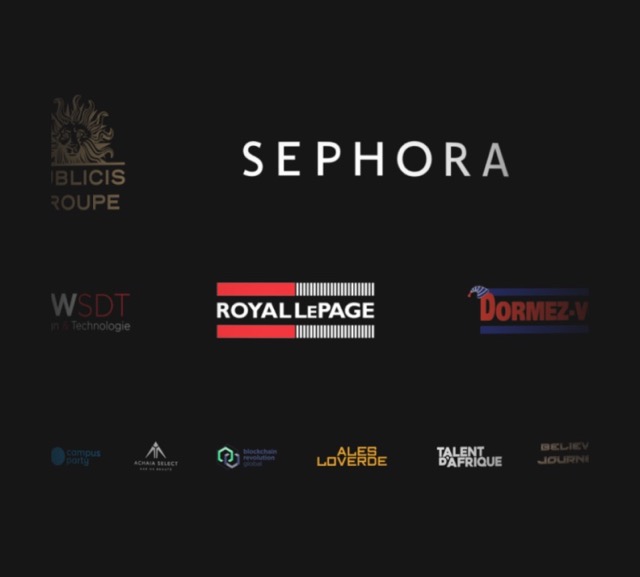 UBLICIS
ROUPE
SEPHORA
WSDT
on & Technologie
ROYAL LEPAGE
DORMEZ-V
campus
party
ACHAIA SELECT
blockchain
revolution
global
ALES
LOVERDE
TALENT
D'AFRIQUE
BELIEV
JOURN